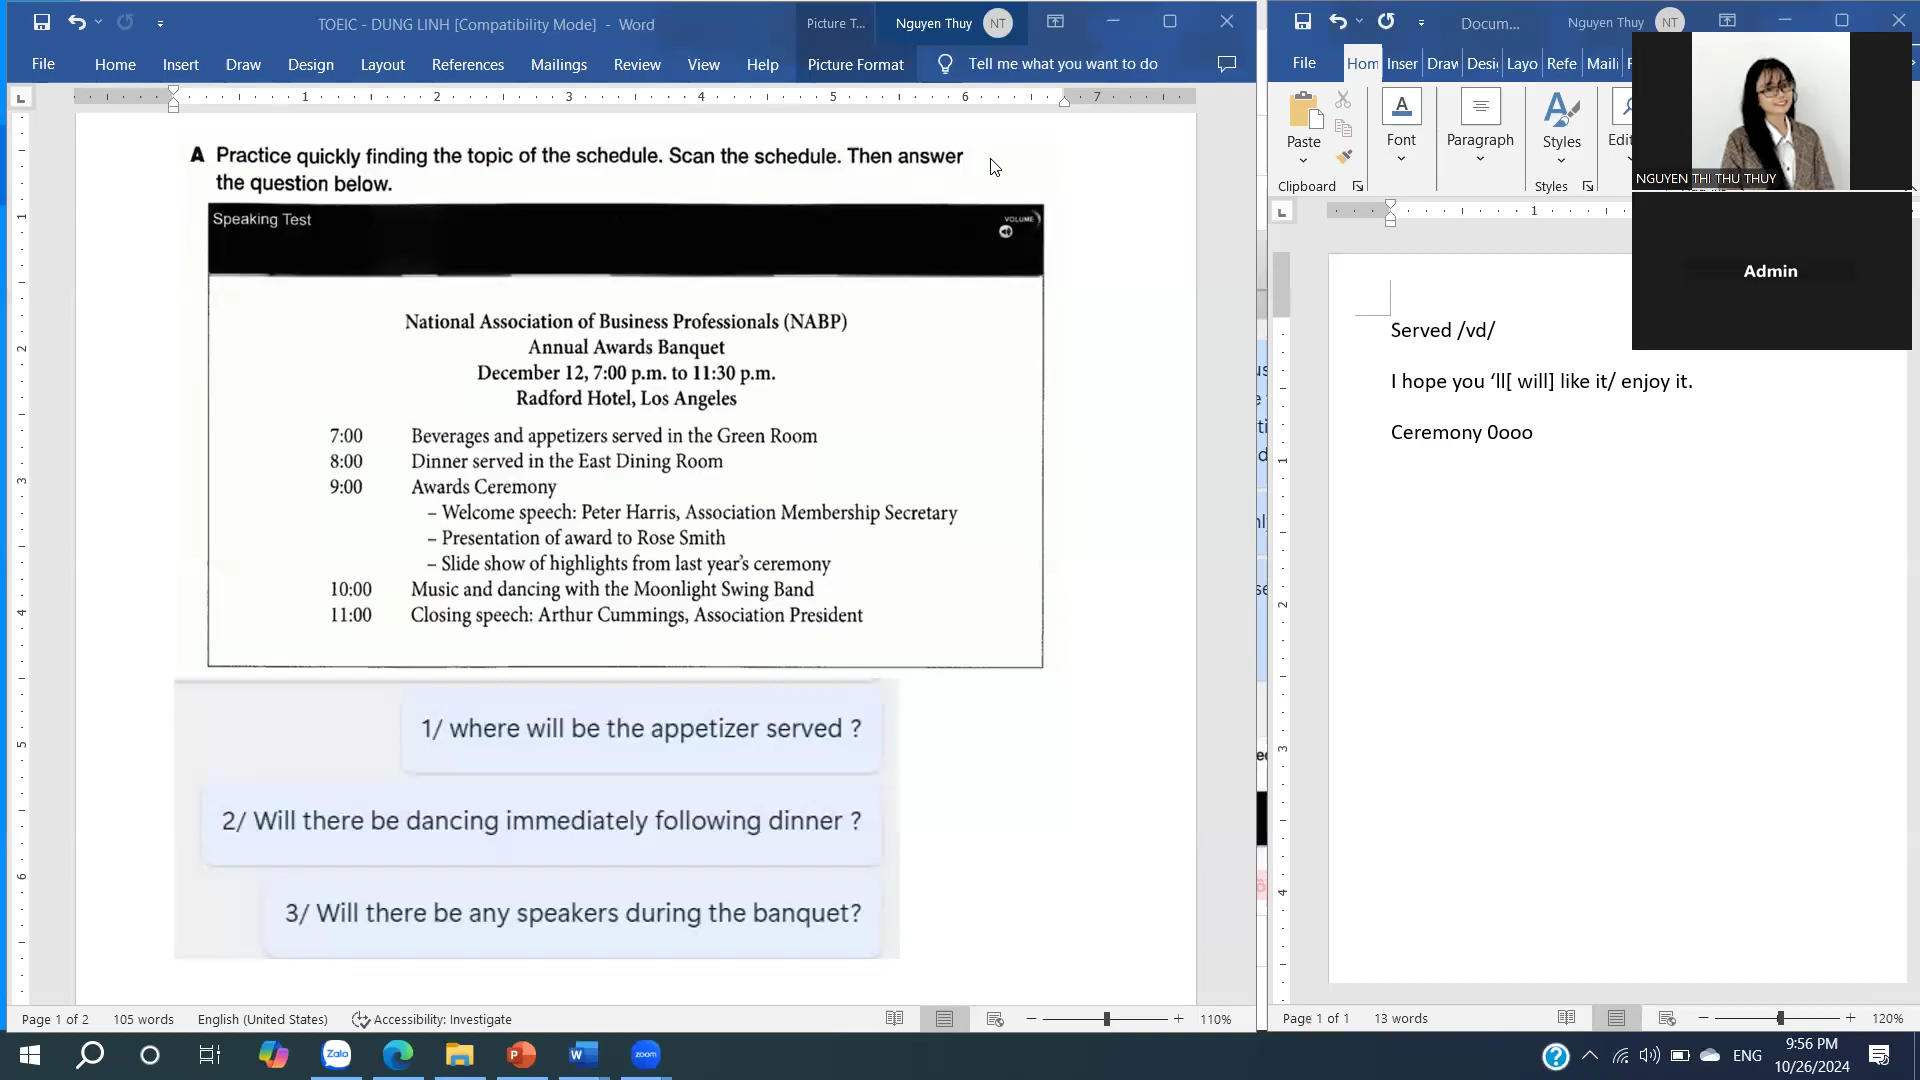 TOEIC - DUNG LINH [Compatibility Mode] - Word
Picture T...
Nguyen Thuy
NT
File
Home
Insert
Draw
Design
Layout
References
Mailings
Review
View
Help
Picture Format
Tell me what you want to do
1
2
3
4
5
6
7
A Practice quickly finding the topic of the schedule. Scan the schedule. Then answer
the question below.
Speaking Test
VOLUME
National Association of Business Professionals (NABP)
Annual Awards Banquet
December 12, 7:00 p.m. to 11:30 p.m.
Radford Hotel, Los Angeles
7:00 Beverages and appetizers served in the Green Room
8:00 Dinner served in the East Dining Room
9:00 Awards Ceremony
– Welcome speech: Peter Harris, Association Membership Secretary
– Presentation of award to Rose Smith
– Slide show of highlights from last year's ceremony
10:00 Music and dancing with the Moonlight Swing Band
11:00 Closing speech: Arthur Cummings, Association President
1/ where will be the appetizer served ?
2/ Will there be dancing immediately following dinner ?
3/ Will there be any speakers during the banquet?
Page 1 of 2
105 words
English (United States)
Accessibility: Investigate
110%
Docum...
Nguyen Thuy
NT
File
Hom
Inser
Draw
Desi
Layo
Refe
Maili
Paste
Font
Paragraph
Styles
Edit
Clipboard
Styles
NGUYEN THI THU THUY
Admin
1
Served /vd/
I hope you ‘ll[ will] like it/ enjoy it.
Ceremony 0ooo
Page 1 of 1
13 words
120%
Zalo
zoom
ENG
9:56 PM
10/26/2024